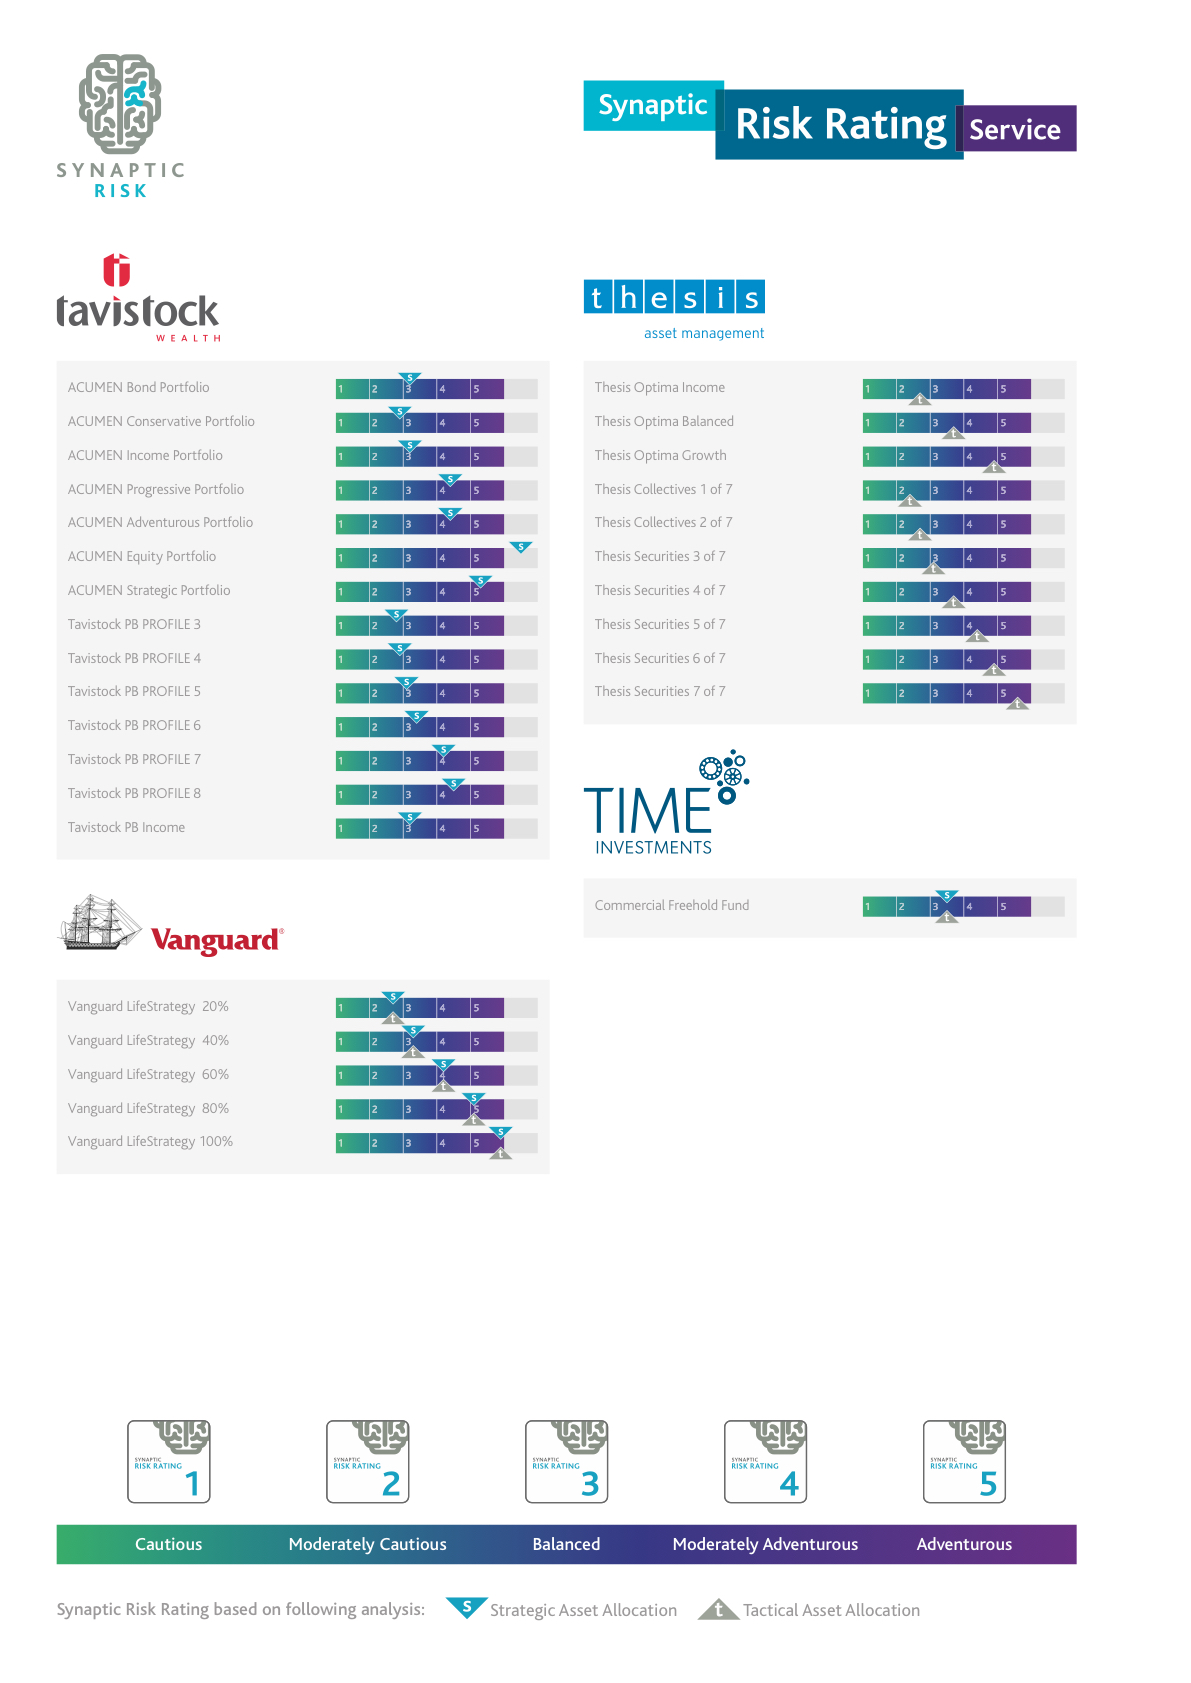 SYNAPTIC
RISK
Synaptic Risk Rating Service
tavistock
WEALTH
ACUMEN Bond Portfolio 1 2 3 4 5 s
ACUMEN Conservative Portfolio 1 2 3 4 5 s
ACUMEN Income Portfolio 1 2 3 4 5 s
ACUMEN Progressive Portfolio 1 2 3 4 5 s
ACUMEN Adventurous Portfolio 1 2 3 4 5 s
ACUMEN Equity Portfolio 1 2 3 4 5 s
ACUMEN Strategic Portfolio 1 2 3 4 5 s
Tavistock PB PROFILE 3 1 2 3 4 5 s
Tavistock PB PROFILE 4 1 2 3 4 5 s
Tavistock PB PROFILE 5 1 2 3 4 5 s
Tavistock PB PROFILE 6 1 2 3 4 5 s
Tavistock PB PROFILE 7 1 2 3 4 5 s
Tavistock PB PROFILE 8 1 2 3 4 5 s
Tavistock PB Income 1 2 3 4 5 s
Vanguard®
Vanguard LifeStrategy 20% 1 2 3 4 5 s t
Vanguard LifeStrategy 40% 1 2 3 4 5 s t
Vanguard LifeStrategy 60% 1 2 3 4 5 s t
Vanguard LifeStrategy 80% 1 2 3 4 5 s t
Vanguard LifeStrategy 100% 1 2 3 4 5 s t
thesis
asset management
Thesis Optima Income 1 2 3 4 5 t
Thesis Optima Balanced 1 2 3 4 5 t
Thesis Optima Growth 1 2 3 4 5 t
Thesis Collectives 1 of 7 1 2 3 4 5 t
Thesis Collectives 2 of 7 1 2 3 4 5 t
Thesis Securities 3 of 7 1 2 3 4 5 t
Thesis Securities 4 of 7 1 2 3 4 5 t
Thesis Securities 5 of 7 1 2 3 4 5 t
Thesis Securities 6 of 7 1 2 3 4 5 t
Thesis Securities 7 of 7 1 2 3 4 5 t
TIME
INVESTMENTS
Commercial Freehold Fund 1 2 3 4 5 s t
SYNAPTIC
RISK RATING
1
SYNAPTIC
RISK RATING
2
SYNAPTIC
RISK RATING
3
SYNAPTIC
RISK RATING
4
SYNAPTIC
RISK RATING
5
Cautious Moderately Cautious Balanced Moderately Adventurous Adventurous
Synaptic Risk Rating based on following analysis: s Strategic Asset Allocation t Tactical Asset Allocation